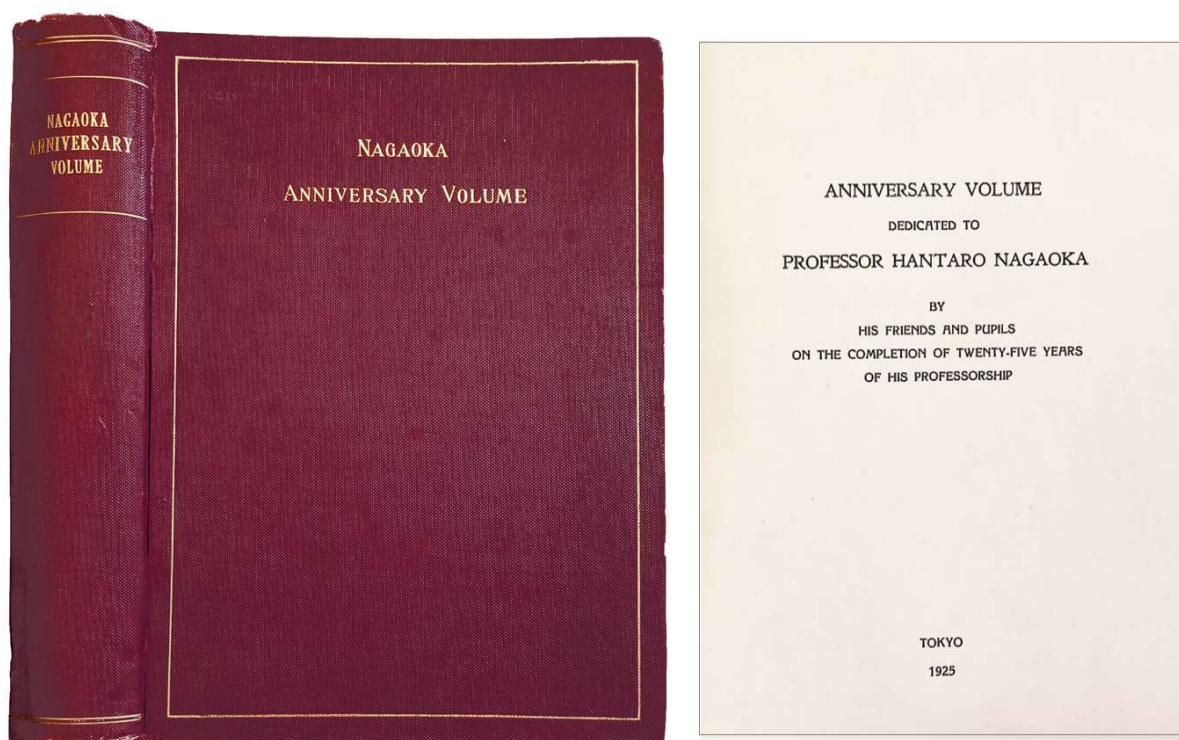 NAGAOKA
ANNIVERSARY
VOLUME
NAGAOKA
ANNIVERSARY VOLUME
ANNIVERSARY VOLUME
DEDICATED TO
PROFESSOR HANTARO NAGAOKA
BY
HIS FRIENDS AND PUPILS
ON THE COMPLETION OF TWENTY-FIVE YEARS
OF HIS PROFESSORSHIP
TOKYO
1925